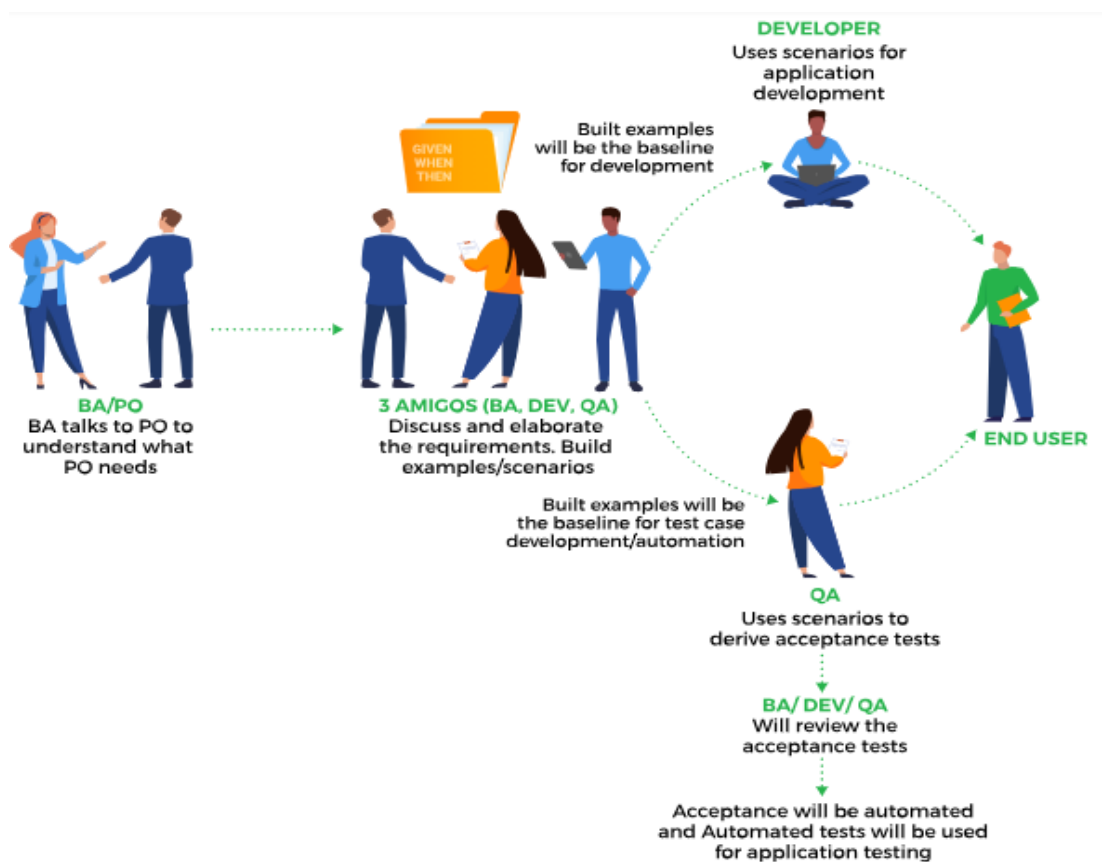 DEVELOPER
Uses scenarios for
application
development
GIVEN
WHEN
THEN
Built examples
will be the baseline
for development
BA/PO
BA talks to PO to
understand what
PO needs
3 AMIGOS (BA, DEV, QA)
Discuss and elaborate
the requirements. Build
examples/scenarios
END USER
Built examples will be
the baseline for test case
development/automation
QA
Uses scenarios to
derive acceptance tests
BA/ DEV/ QA
Will review the
acceptance tests
Acceptance will be automated
and Automated tests will be used
for application testing